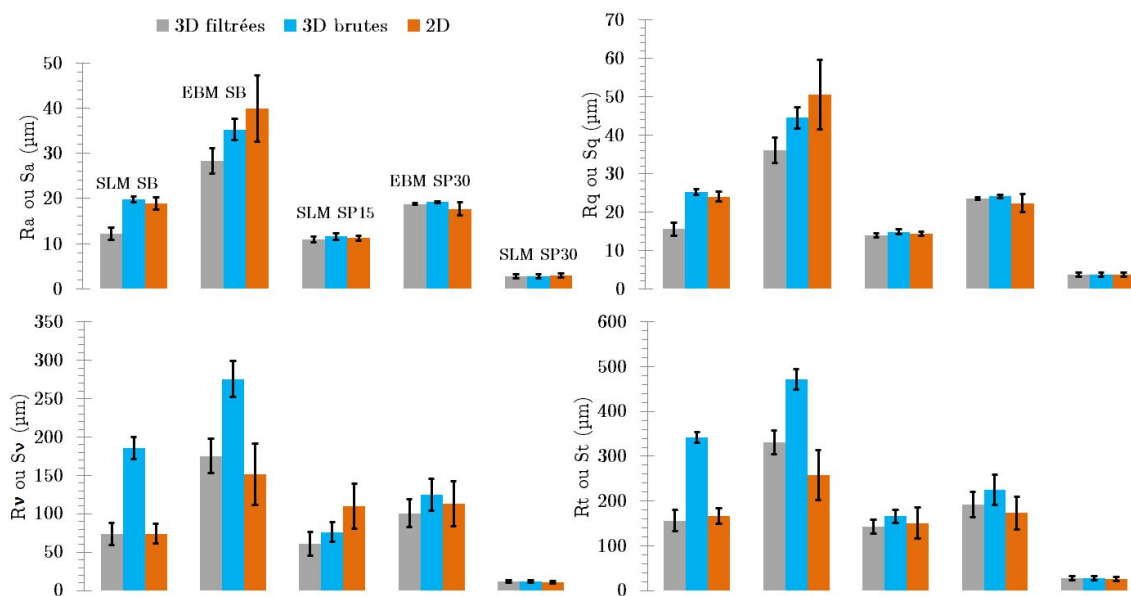 3D filtrées 3D brutes 2D
Ra ou Sa (µm)
50
40
30
20
10
0
SLM SB
EBM SB
SLM SP15
EBM SP30
SLM SP30
Rq ou Sq (µm)
70
60
50
40
30
20
10
0
Rν ou Sν (µm)
350
300
250
200
150
100
50
0
Rt ou St (µm)
600
500
400
300
200
100
0